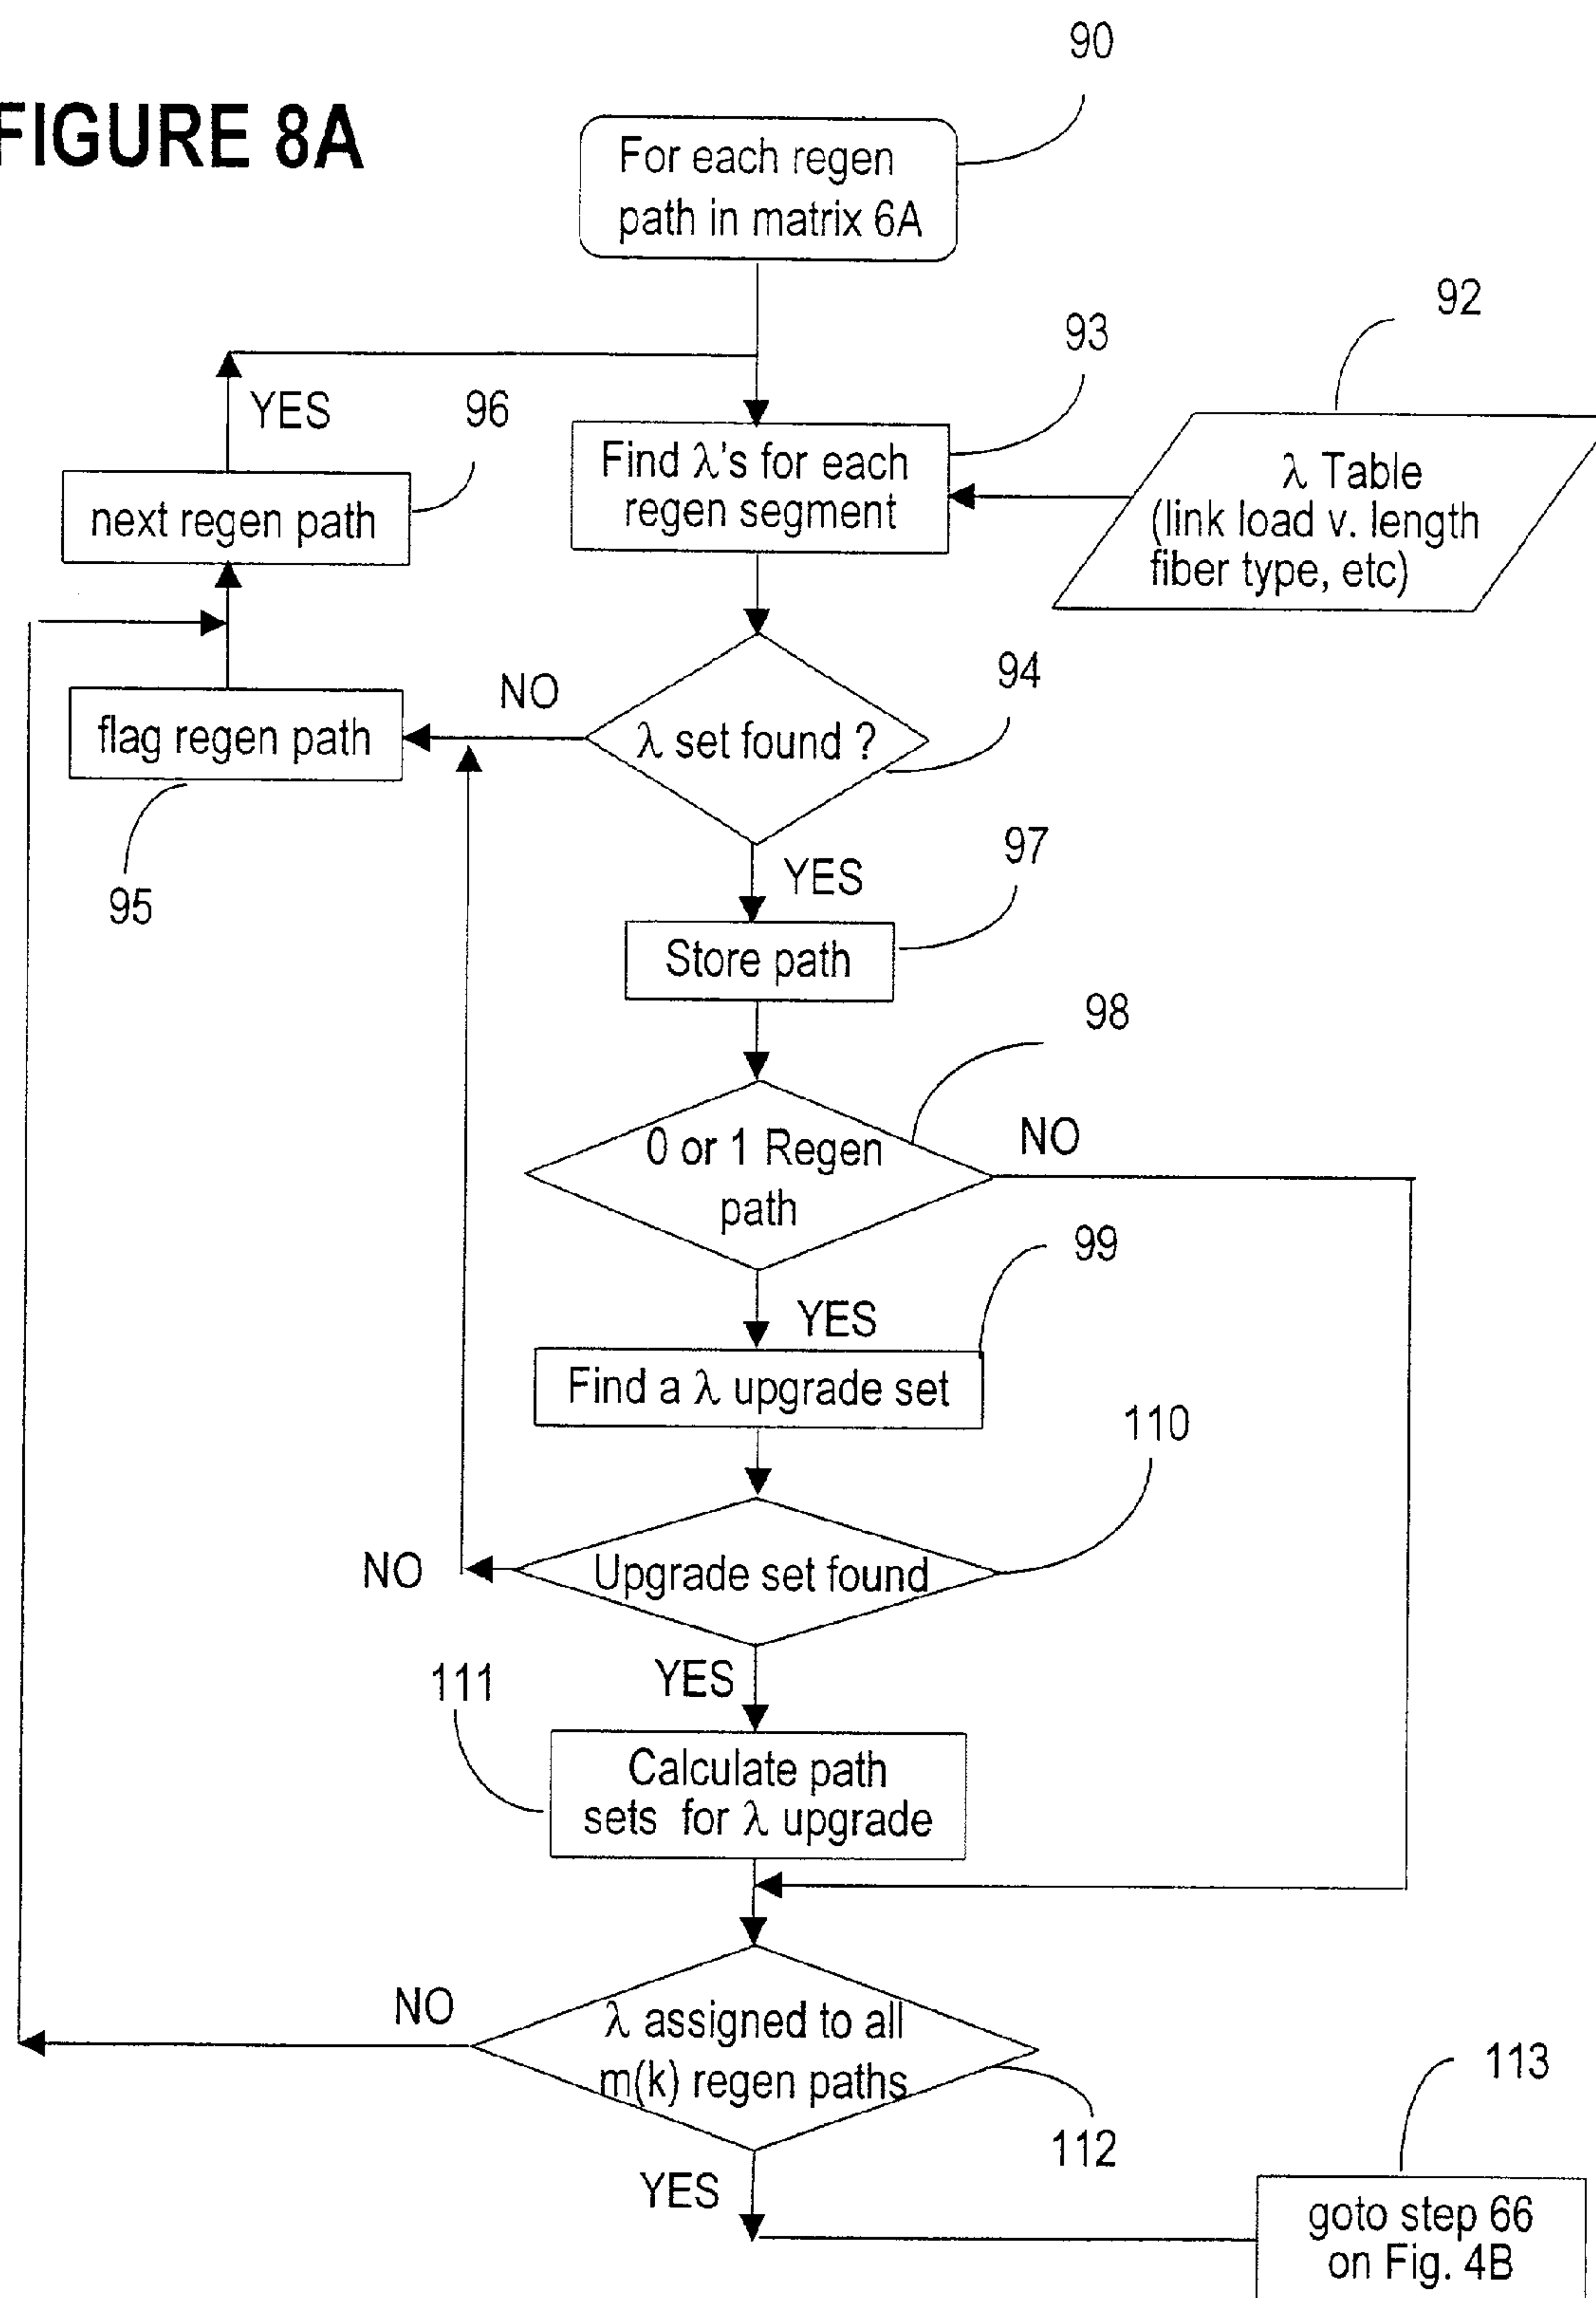 90
FIGURE 8A
For each regen
path in matrix 6A
92
93
YES
96
Find λ's for each
regen segment
λ Table
(link load v. length
fiber type, etc)
next regen path
94
NO
flag regen path
λ set found ?
97
YES
95
Store path
98
0 or 1 Regen
path
NO
99
YES
Find a λ upgrade set
110
NO
Upgrade set found
YES
111
Calculate path
sets for λ upgrade
NO
λ assigned to all
m(k) regen paths
113
112
YES
goto step 66
on Fig. 4B